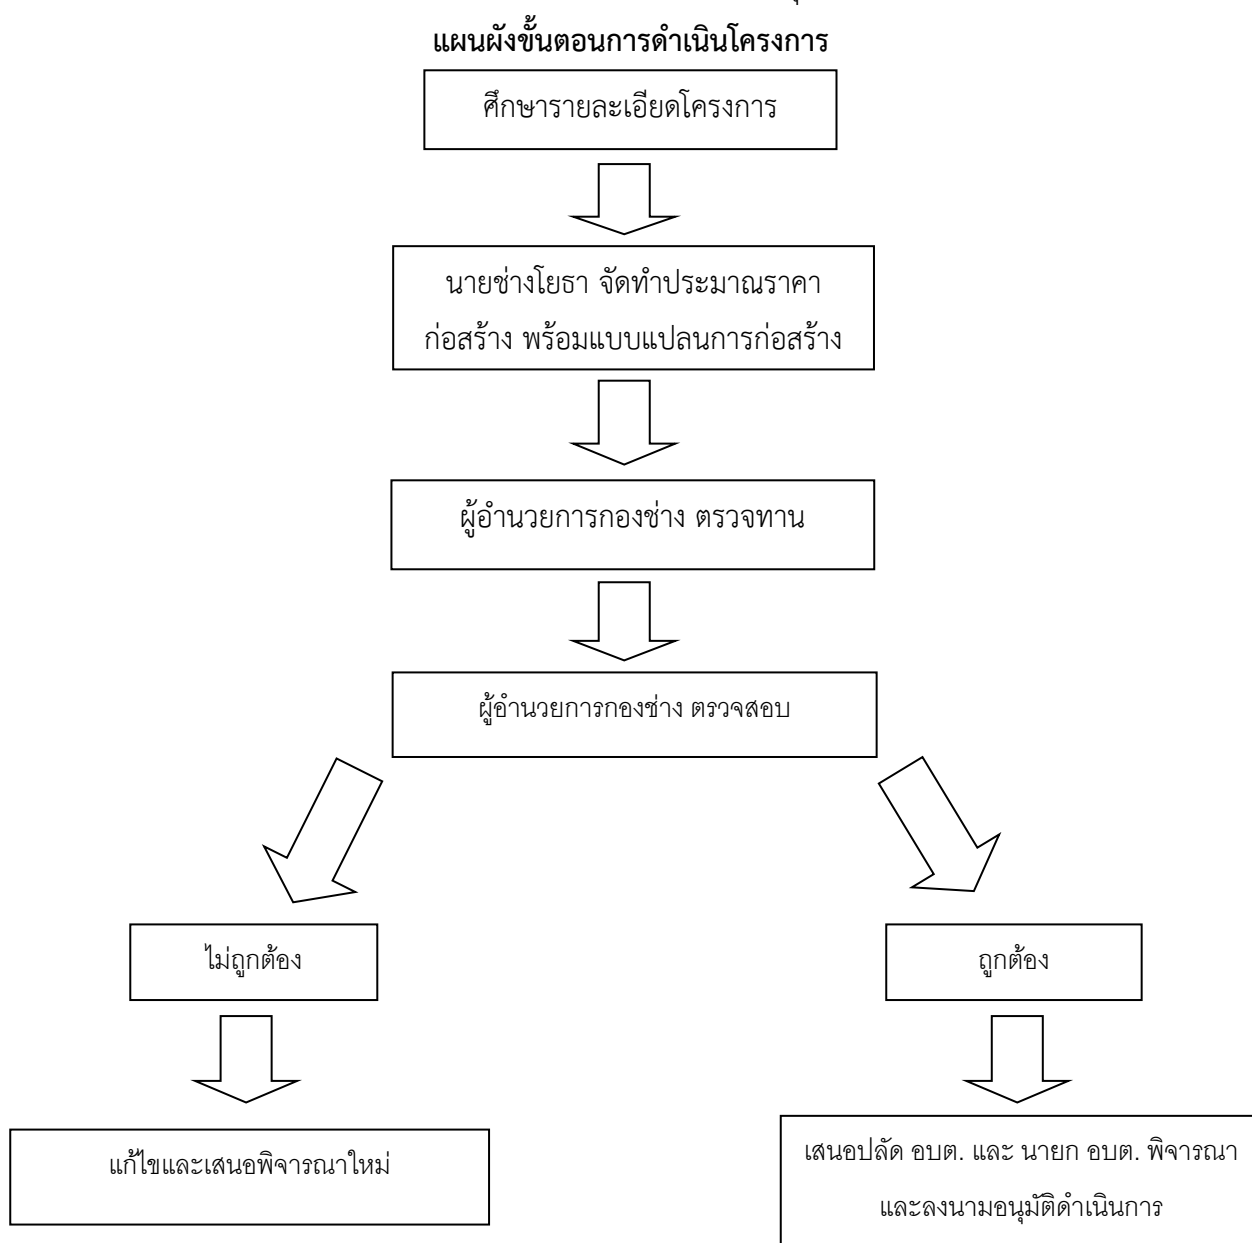 แผนผังขั้นตอนการดำเนินโครงการ
ศึกษารายละเอียดโครงการ
นายช่างโยธา จัดทำประมาณราคา
ก่อสร้าง พร้อมแบบแปลนการก่อสร้าง
ผู้อำนวยการกองช่าง ตรวจทาน
ผู้อำนวยการกองช่าง ตรวจสอบ
ไม่ถูกต้อง
ถูกต้อง
แก้ไขและเสนอพิจารณาใหม่
เสนอปลัด อบต. และ นายก อบต. พิจารณา
และลงนามอนุมัติดำเนินการ